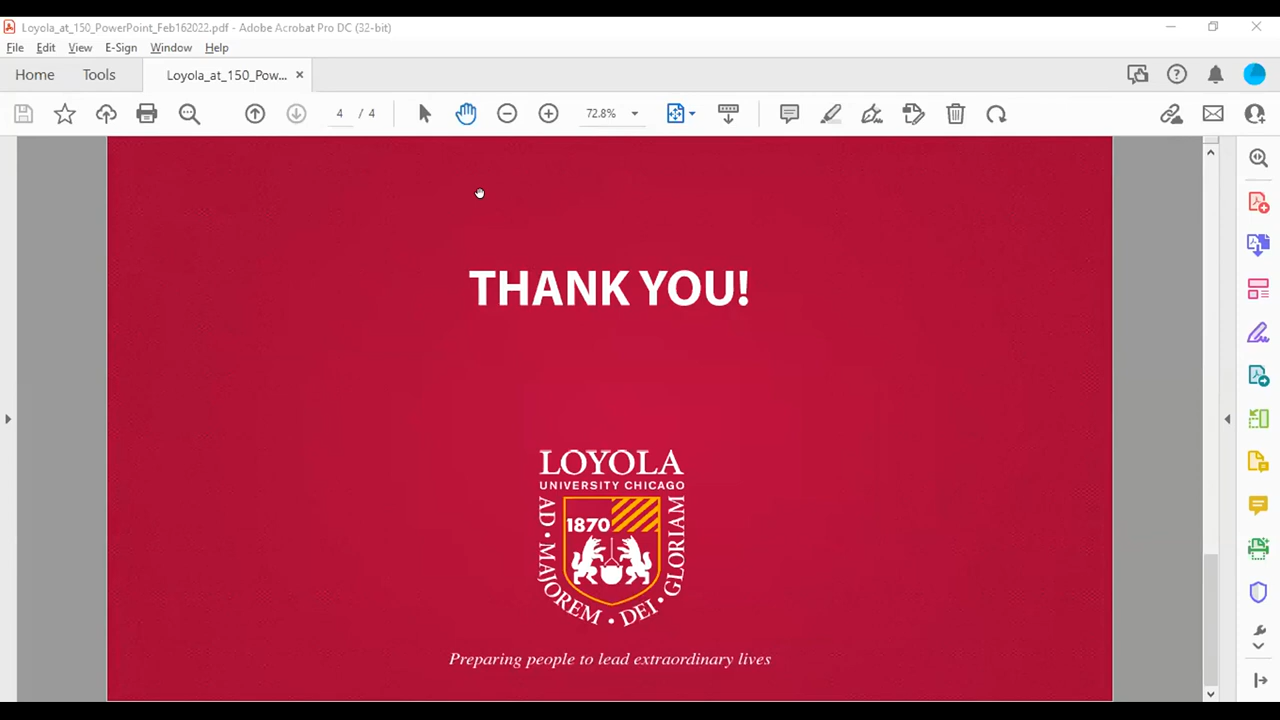 Loyola_at_150_PowerPoint_Feb162022.pdf - Adobe Acrobat Pro DC (32-bit)
File Edit View E-Sign Window Help
Home Tools Loyola_at_150_Pow... ×
4 / 4 72.8%
THANK YOU!
LOYOLA
UNIVERSITY CHICAGO
1870
AD • MAJOREM • DEI • GLORIAM
Preparing people to lead extraordinary lives